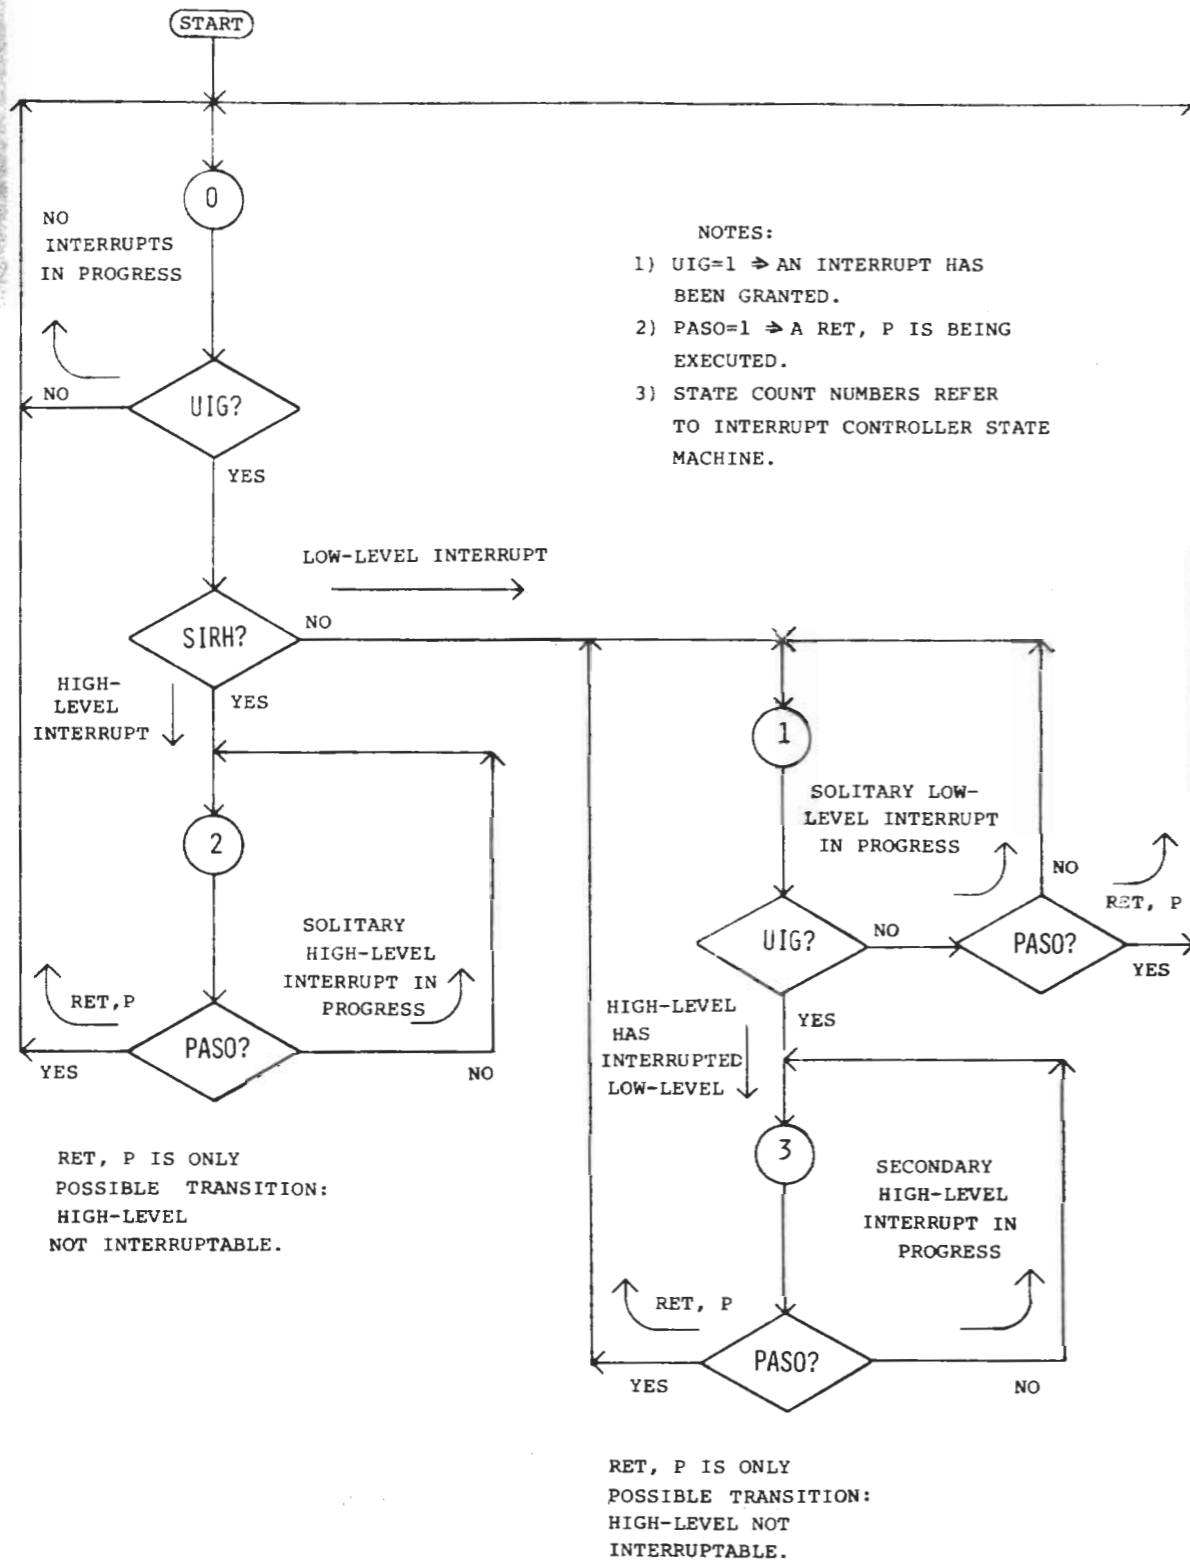 START
0
NO
INTERRUPTS
IN PROGRESS
NOTES:
1) UIG=1 ⇒ AN INTERRUPT HAS
BEEN GRANTED.
2) PASO=1 ⇒ A RET, P IS BEING
EXECUTED.
3) STATE COUNT NUMBERS REFER
TO INTERRUPT CONTROLLER STATE
MACHINE.
NO
UIG?
YES
LOW-LEVEL INTERRUPT
SIRH?
NO
HIGH-
LEVEL
INTERRUPT
YES
1
2
SOLITARY LOW-
LEVEL INTERRUPT
IN PROGRESS
NO
RET, P
SOLITARY
HIGH-LEVEL
INTERRUPT IN
PROGRESS
UIG?
NO
PASO?
YES
RET,P
PASO?
YES
NO
HIGH-LEVEL
HAS
INTERRUPTED
LOW-LEVEL
YES
3
RET, P IS ONLY
POSSIBLE TRANSITION:
HIGH-LEVEL
NOT INTERRUPTABLE.
SECONDARY
HIGH-LEVEL
INTERRUPT IN
PROGRESS
RET, P
PASO?
YES
NO
RET, P IS ONLY
POSSIBLE TRANSITION:
HIGH-LEVEL NOT
INTERRUPTABLE.